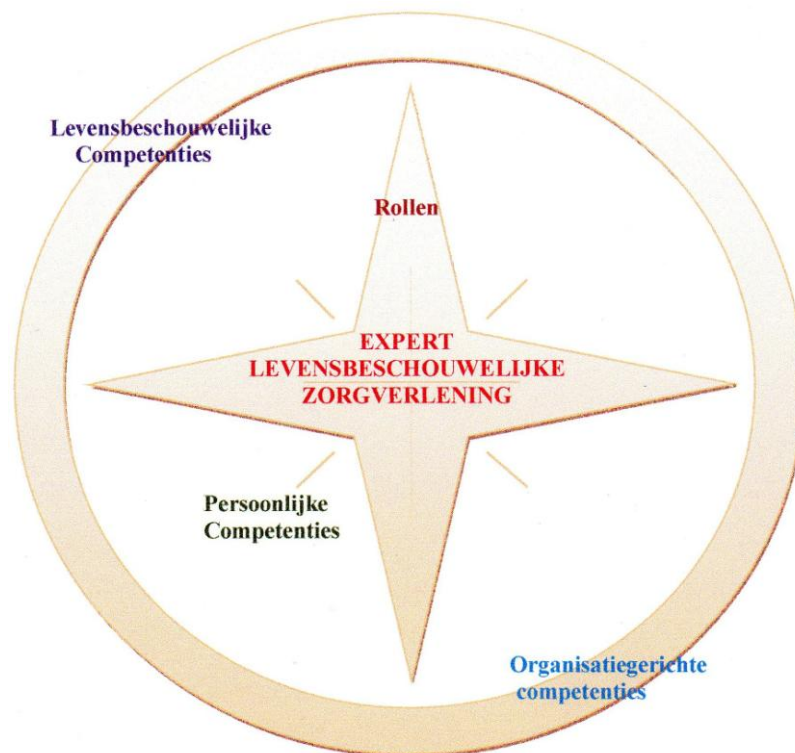 Levensbeschouwelijke
Competenties
Rollen
EXPERT
LEVENSBESCHOUWELIJKE
ZORGVERLENING
Persoonlijke
Competenties
Organisatiegerichte
competenties